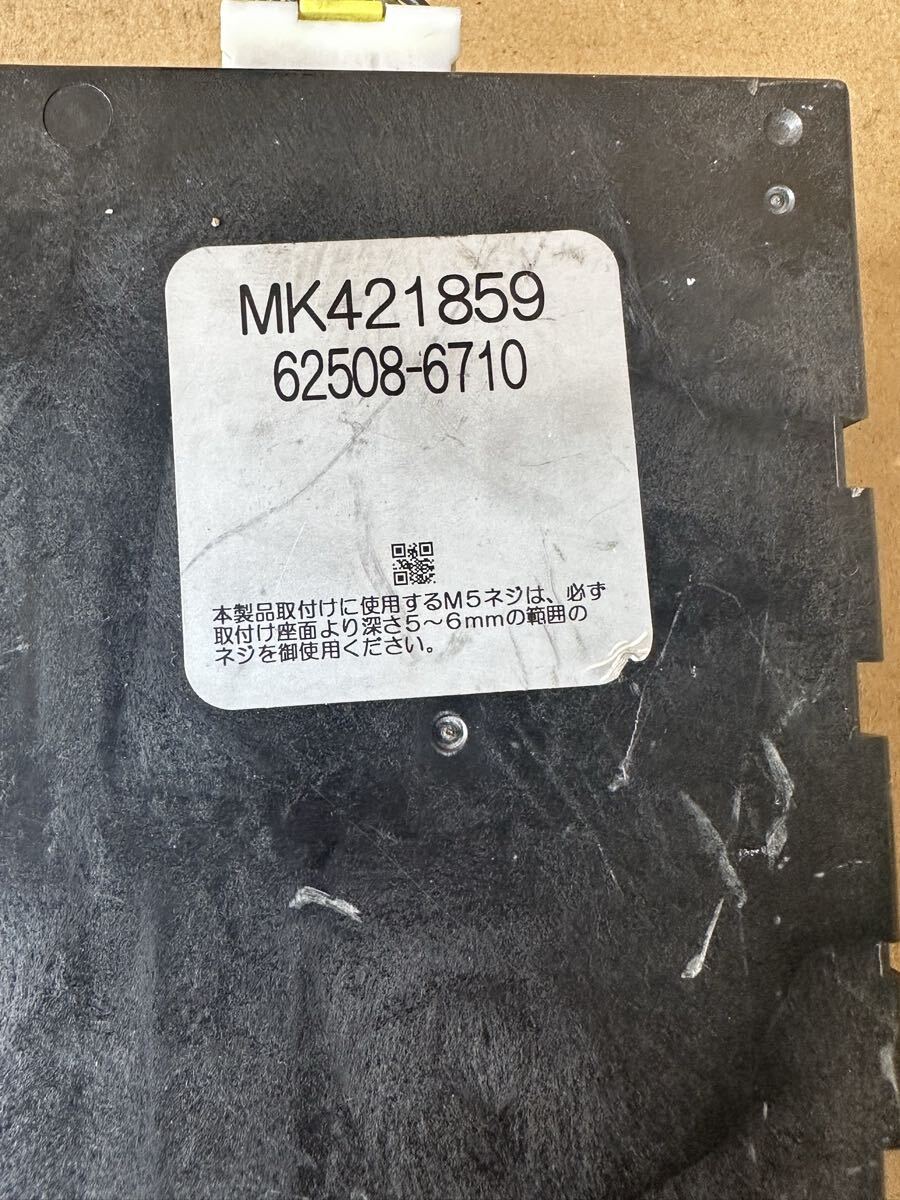 MK421859
62508-6710
本製品取付けに使用するM5ネジは、必ず
取付け座面より深さ5～6mmの範囲の
ネジを御使用ください。